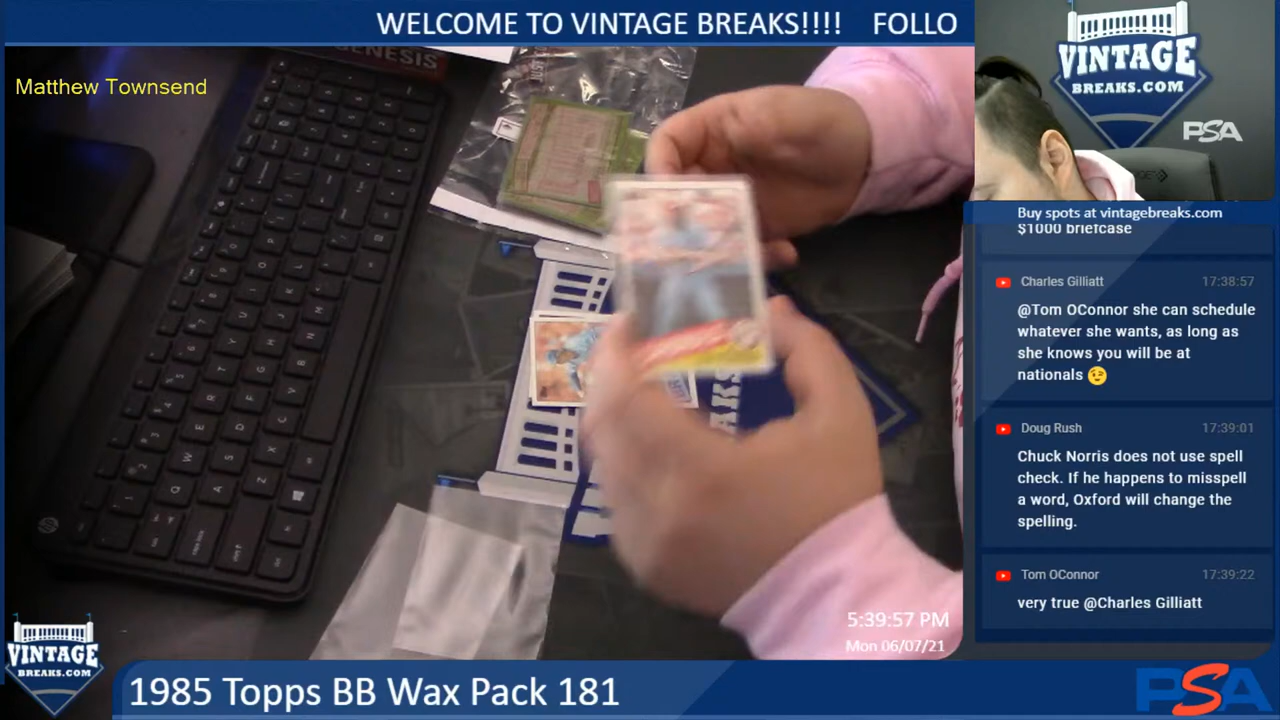 WELCOME TO VINTAGE BREAKS!!!! FOLLO
GENESIS
Matthew Townsend
VINTAGE
BREAKS.COM
PSA
Buy spots at vintagebreaks.com
$1000 briefcase
Charles Gilliatt 17:38:57
@Tom OConnor she can schedule
whatever she wants, as long as
she knows you will be at
nationals 😉
Doug Rush 17:39:01
Chuck Norris does not use spell
check. If he happens to misspell
a word, Oxford will change the
spelling.
Tom OConnor 17:39:22
very true @Charles Gilliatt
5:39:57 PM
Mon 06/07/21
VINTAGE
BREAKS.COM
1985 Topps BB Wax Pack 181
PSA